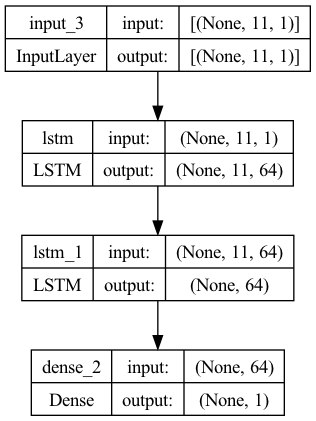 input_3 input: [(None, 11, 1)]
InputLayer output: [(None, 11, 1)]
lstm input: (None, 11, 1)
LSTM output: (None, 11, 64)
lstm_1 input: (None, 11, 64)
LSTM output: (None, 64)
dense_2 input: (None, 64)
Dense output: (None, 1)